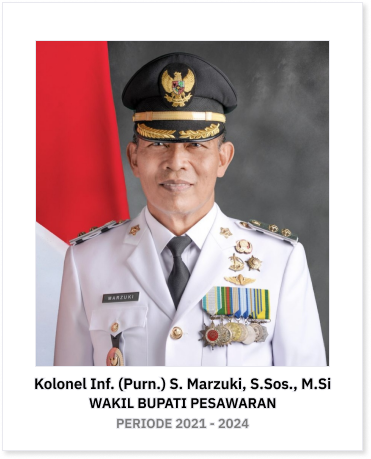 MARZUKI
Kolonel Inf. (Purn.) S. Marzuki, S.Sos., M.Si
WAKIL BUPATI PESAWARAN
PERIODE 2021 - 2024